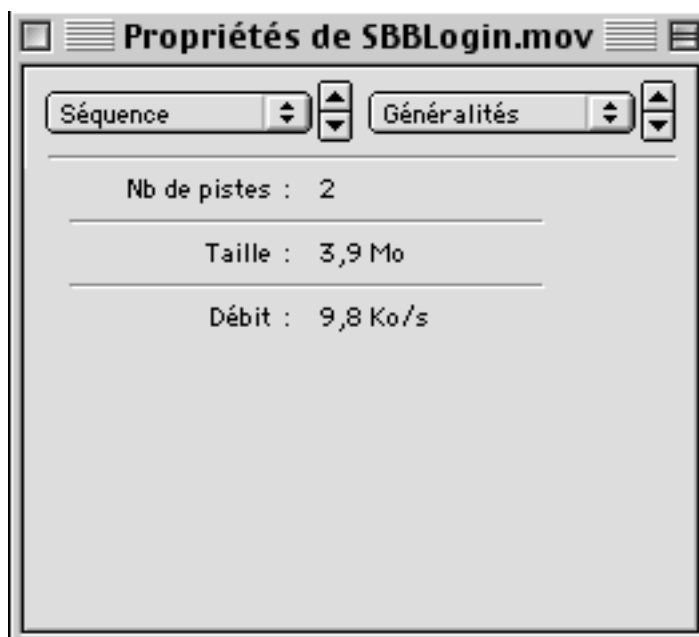 Propriétés de SBBLogin.mov
Séquence Généralités
Nb de pistes : 2
Taille : 3,9 Mo
Débit : 9,8 Ko/s